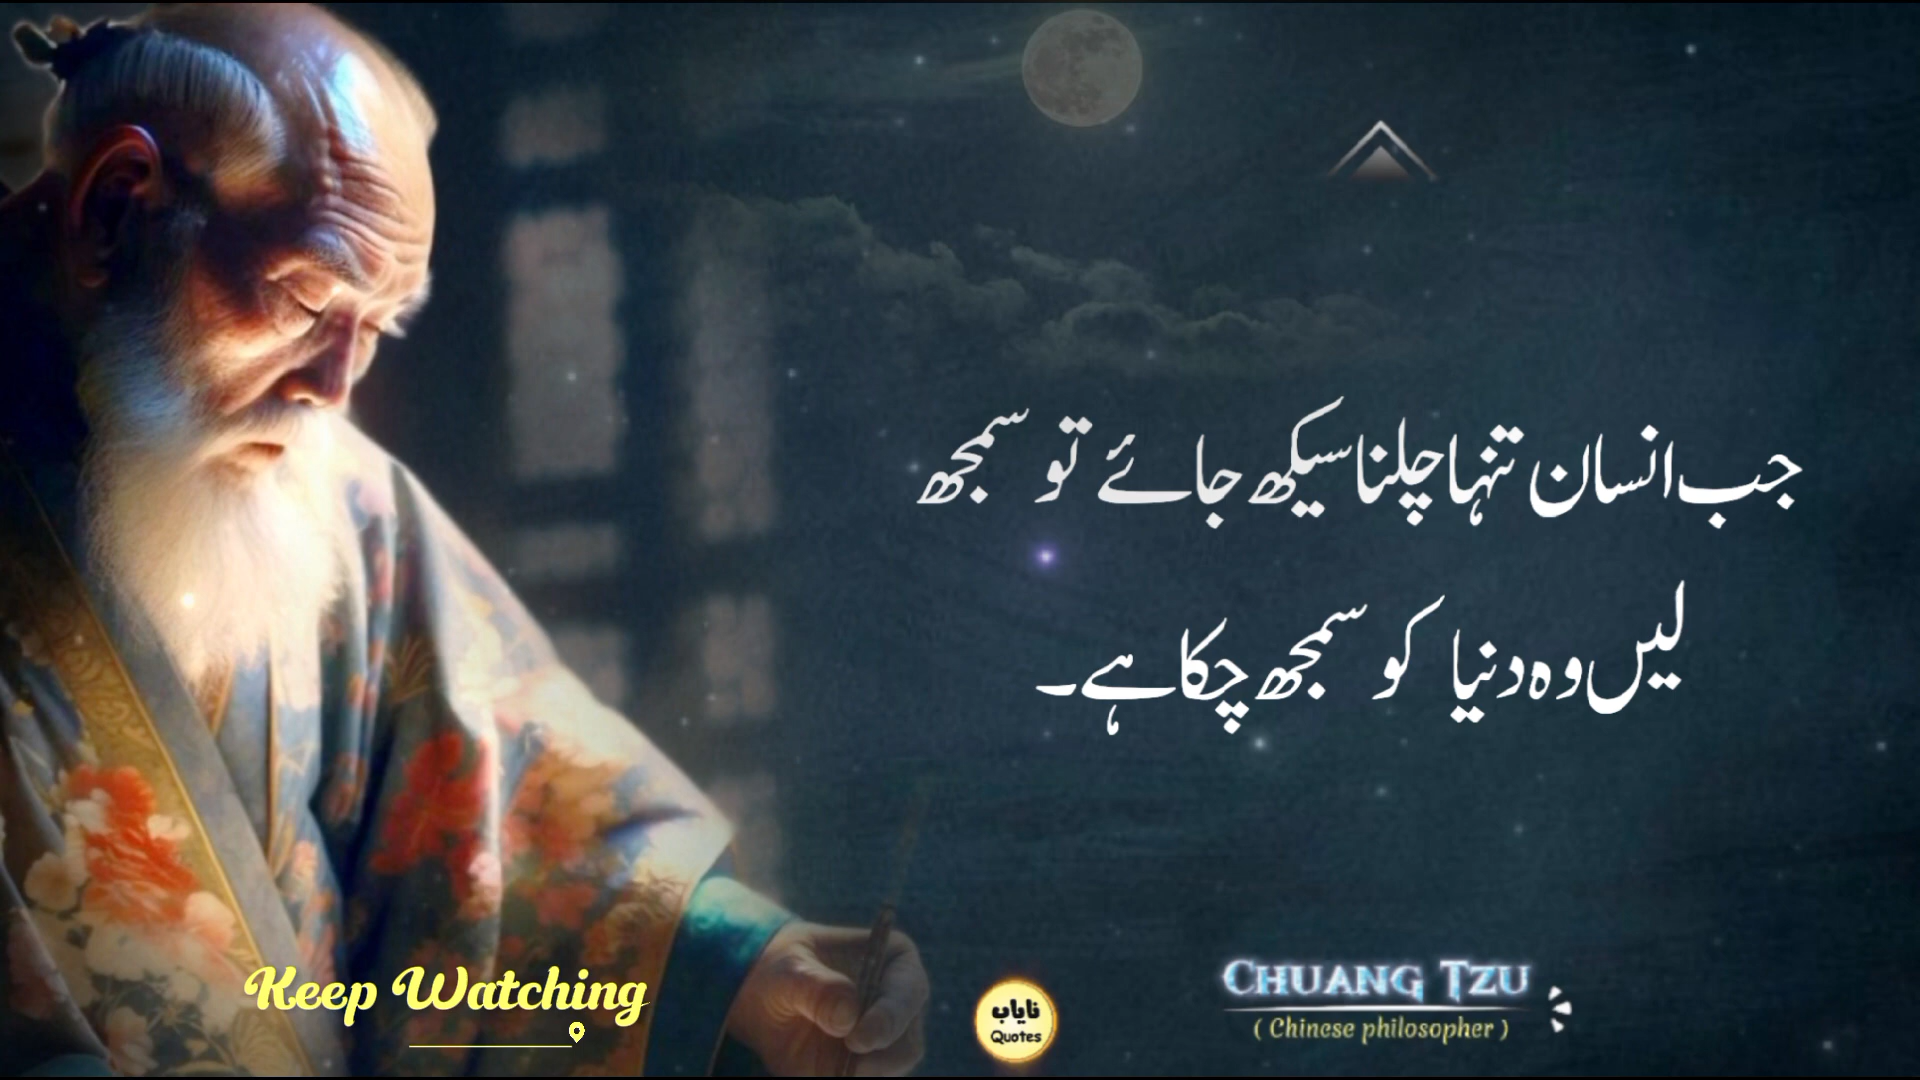 جب انسان تنہا چلنا سیکھ جائے تو سمجھ
لیں وہ دنیا کو سمجھ چکا ہے۔
Keep Watching
نایاب
Quotes
CHUANG TZU
( Chinese philosopher )